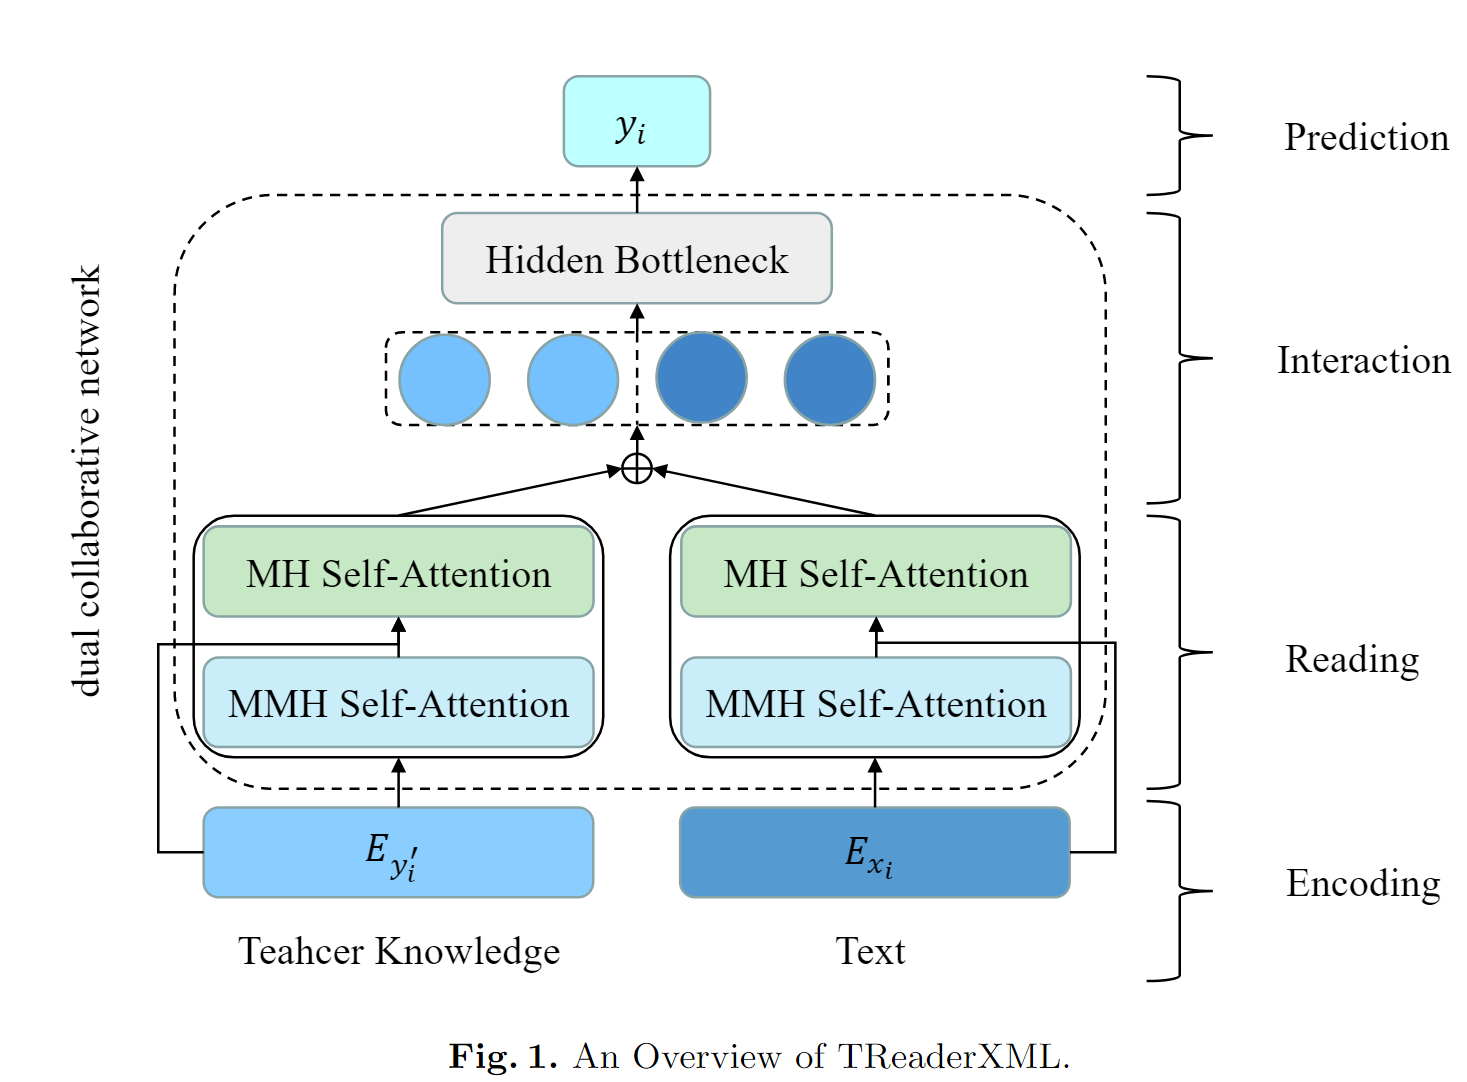 y_i
Prediction
Hidden Bottleneck
Interaction
dual collaborative network
MH Self-Attention
MH Self-Attention
Reading
MMH Self-Attention
MMH Self-Attention
E_{y_i'}
E_{x_i}
Encoding
Teahcer Knowledge
Text
Fig. 1. An Overview of TReaderXML.